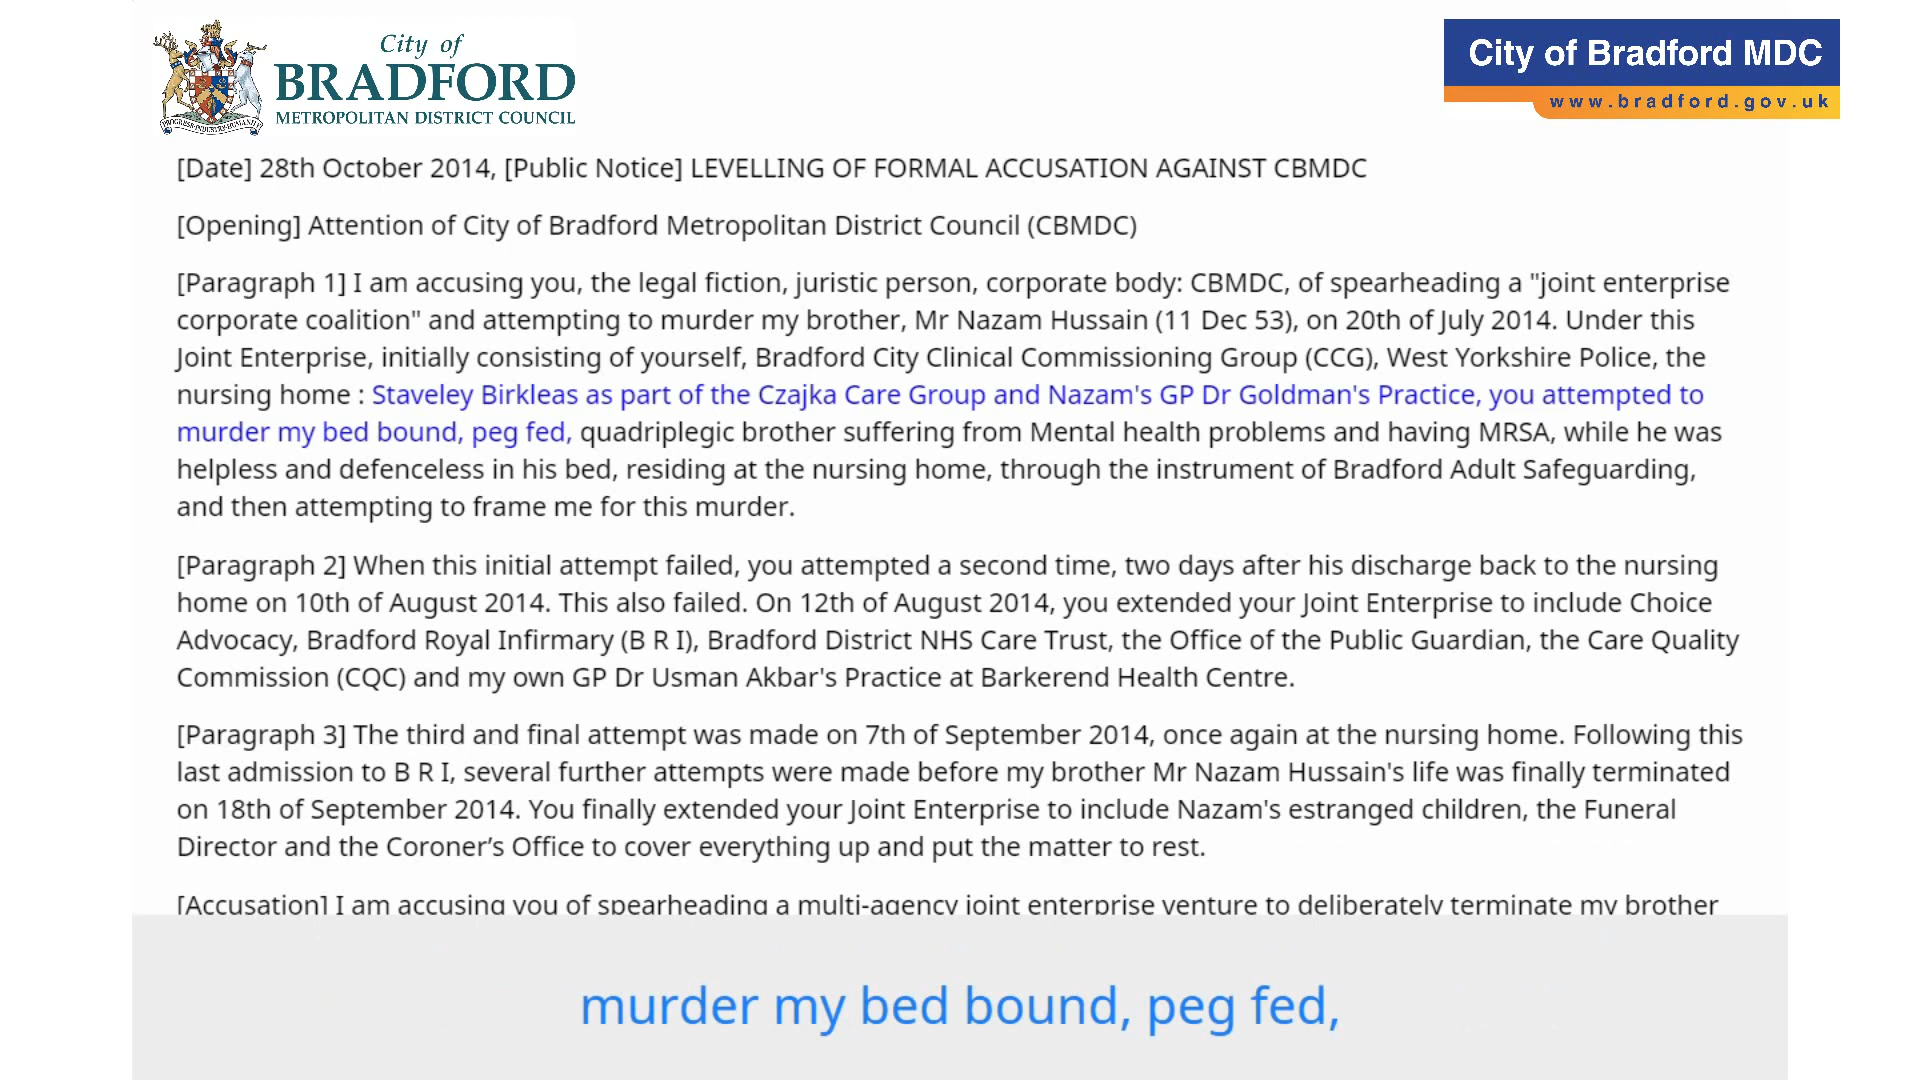 City of
BRADFORD
METROPOLITAN DISTRICT COUNCIL
PROGRESS·INDUSTRY·HUMANITY
City of Bradford MDC
www.bradford.gov.uk
[Date] 28th October 2014, [Public Notice] LEVELLING OF FORMAL ACCUSATION AGAINST CBMDC
[Opening] Attention of City of Bradford Metropolitan District Council (CBMDC)
[Paragraph 1] I am accusing you, the legal fiction, juristic person, corporate body: CBMDC, of spearheading a "joint enterprise
corporate coalition" and attempting to murder my brother, Mr Nazam Hussain (11 Dec 53), on 20th of July 2014. Under this
Joint Enterprise, initially consisting of yourself, Bradford City Clinical Commissioning Group (CCG), West Yorkshire Police, the
nursing home : Staveley Birkleas as part of the Czajka Care Group and Nazam's GP Dr Goldman's Practice, you attempted to
murder my bed bound, peg fed, quadriplegic brother suffering from Mental health problems and having MRSA, while he was
helpless and defenceless in his bed, residing at the nursing home, through the instrument of Bradford Adult Safeguarding,
and then attempting to frame me for this murder.
[Paragraph 2] When this initial attempt failed, you attempted a second time, two days after his discharge back to the nursing
home on 10th of August 2014. This also failed. On 12th of August 2014, you extended your Joint Enterprise to include Choice
Advocacy, Bradford Royal Infirmary (B R I), Bradford District NHS Care Trust, the Office of the Public Guardian, the Care Quality
Commission (CQC) and my own GP Dr Usman Akbar's Practice at Barkerend Health Centre.
[Paragraph 3] The third and final attempt was made on 7th of September 2014, once again at the nursing home. Following this
last admission to B R I, several further attempts were made before my brother Mr Nazam Hussain's life was finally terminated
on 18th of September 2014. You finally extended your Joint Enterprise to include Nazam's estranged children, the Funeral
Director and the Coroner’s Office to cover everything up and put the matter to rest.
[Accusation] I am accusing you of spearheading a multi-agency joint enterprise venture to deliberately terminate my brother
murder my bed bound, peg fed,